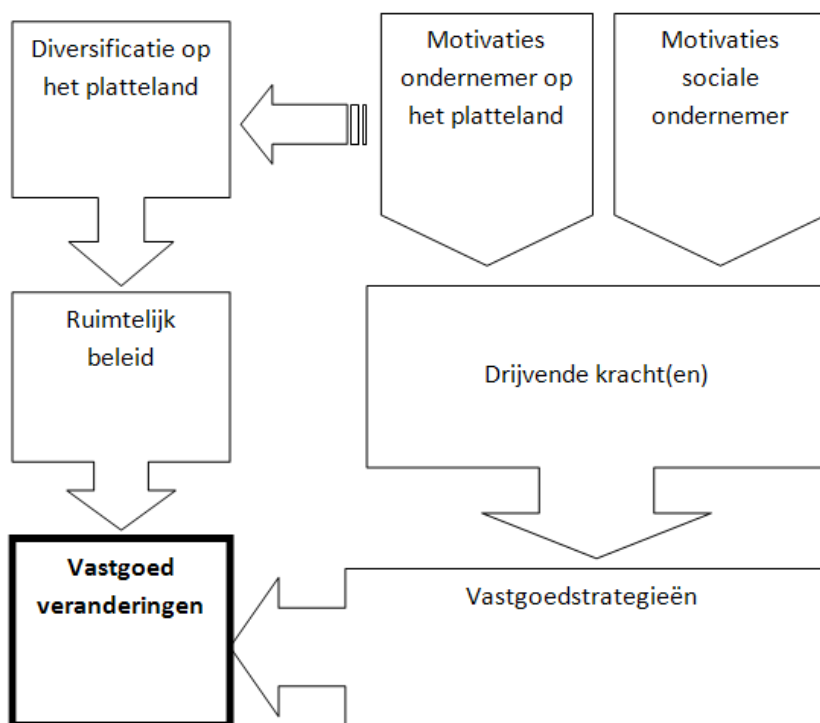 Diversificatie op
het platteland
Motivaties
ondernemer op
het platteland
Motivaties
sociale
ondernemer
Ruimtelijk
beleid
Drijvende kracht(en)
Vastgoed
veranderingen
Vastgoedstrategieën